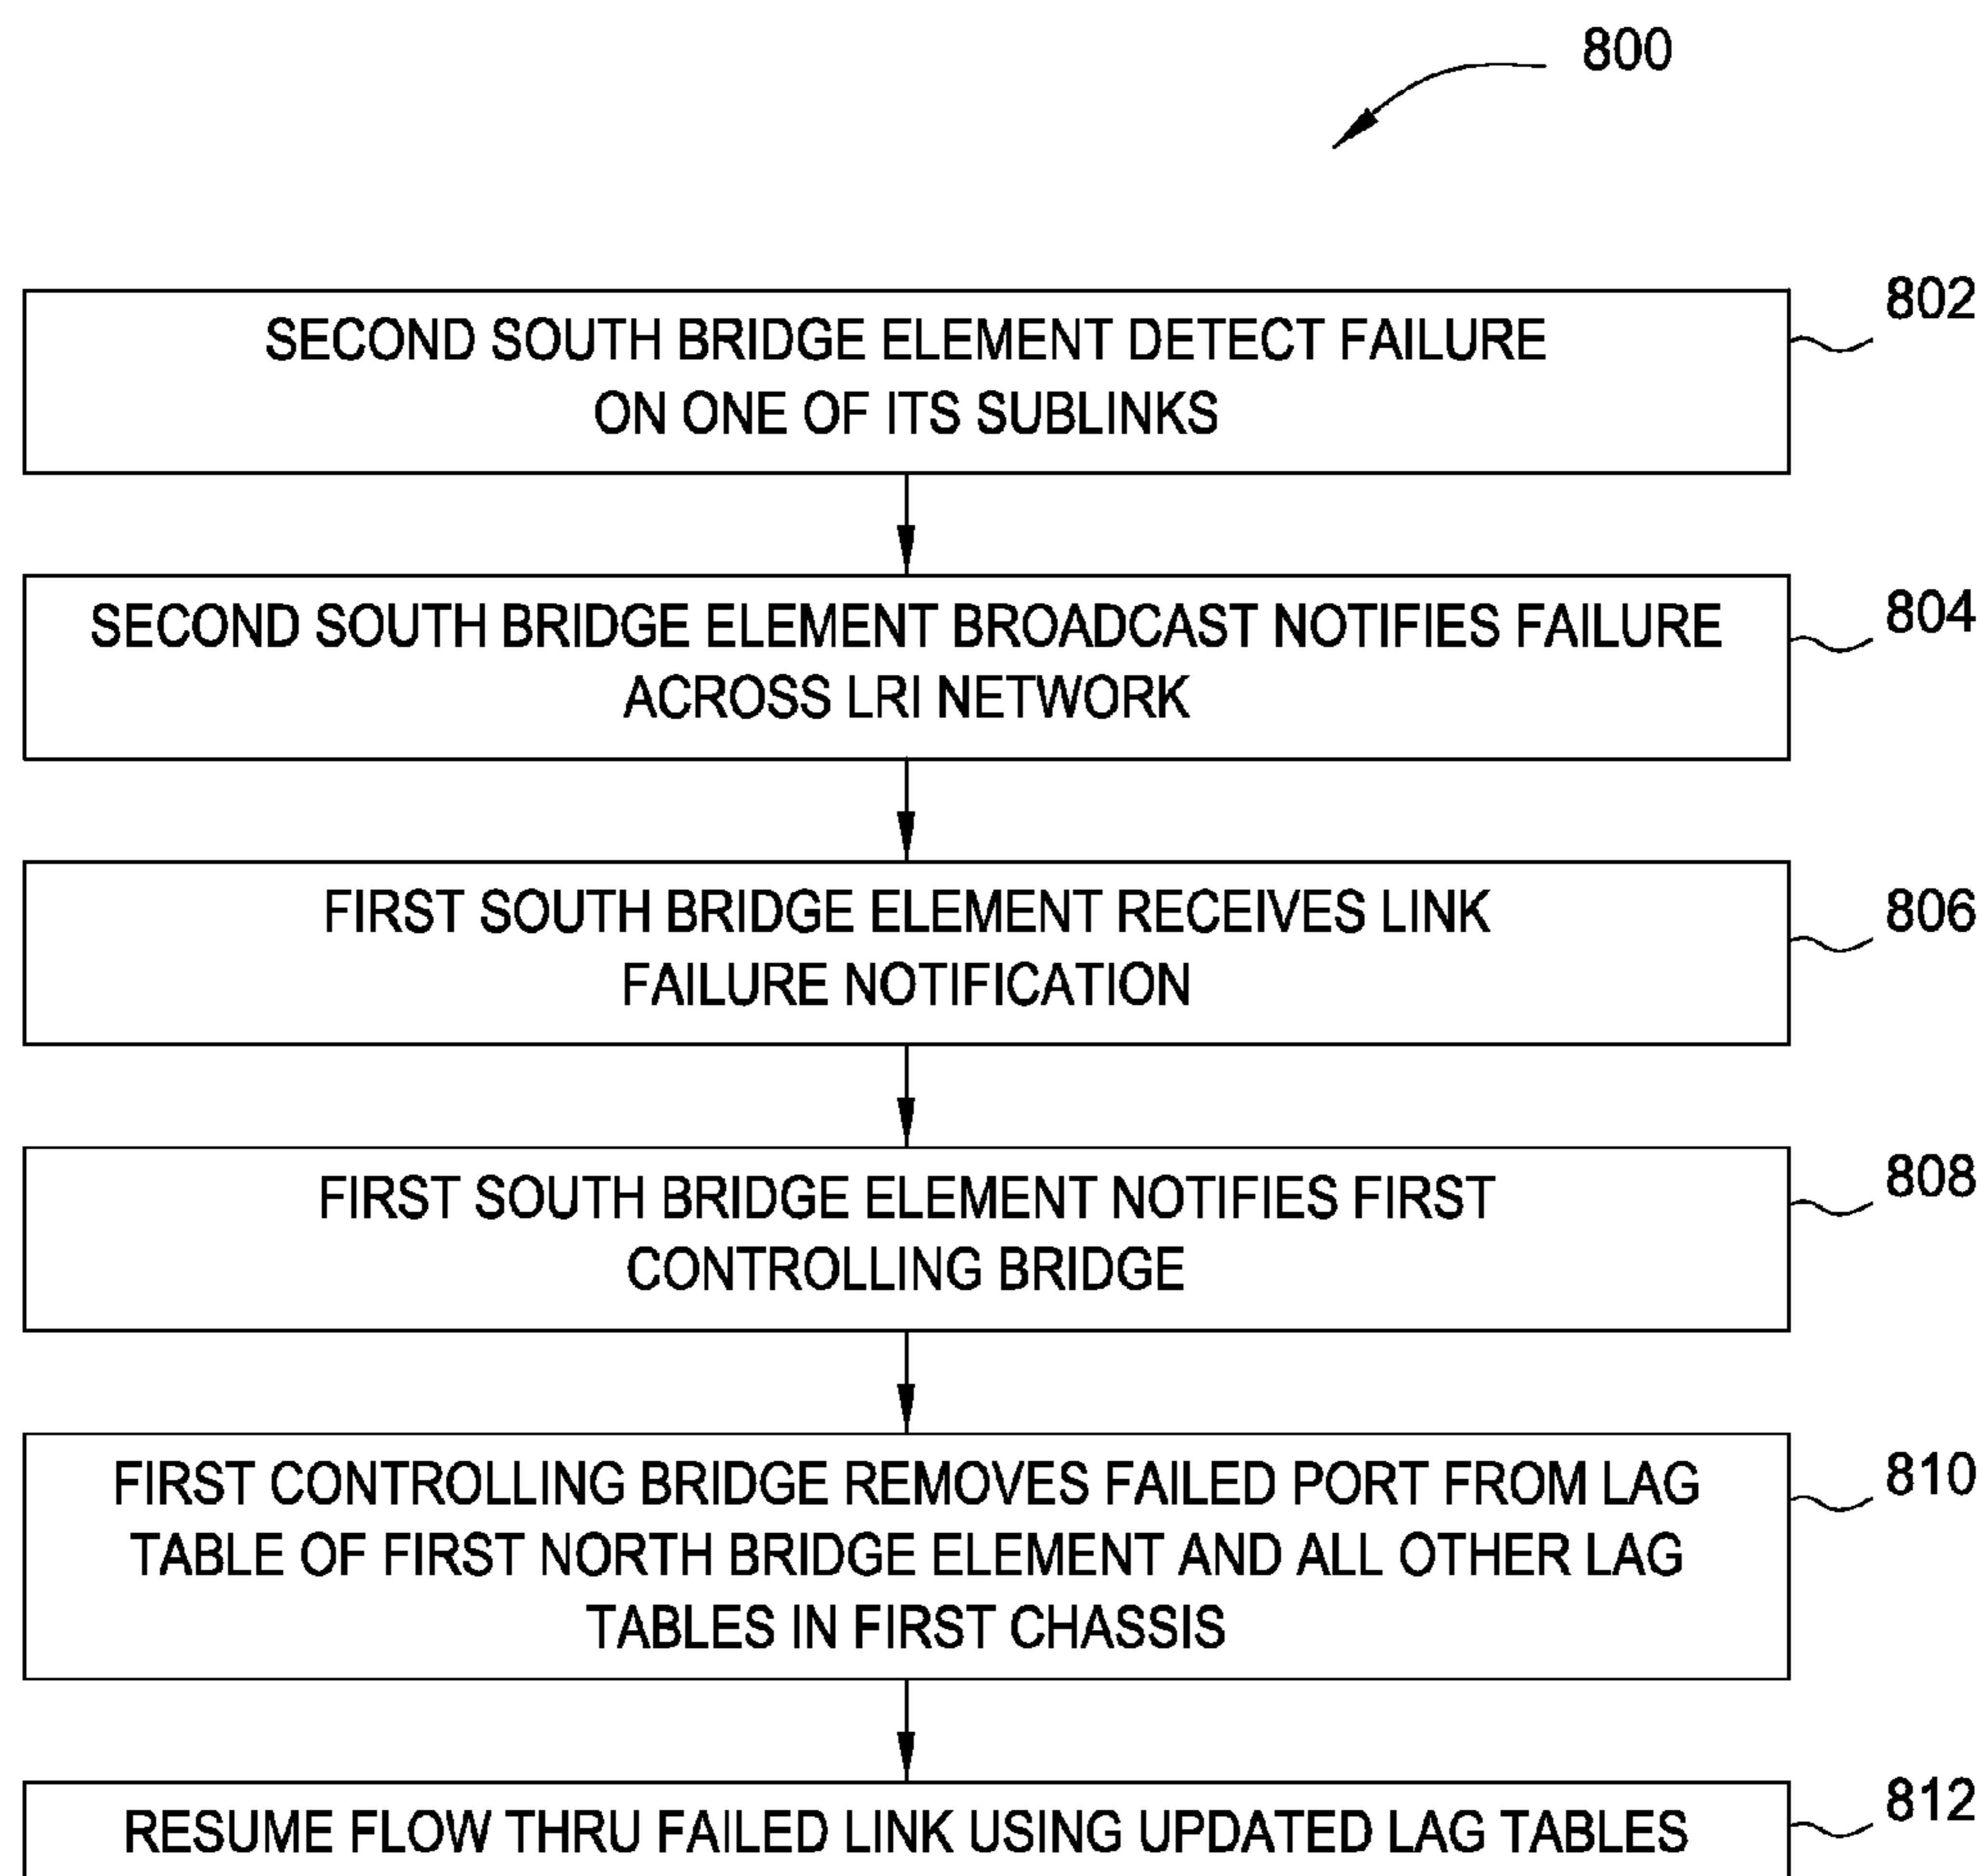 800
802
SECOND SOUTH BRIDGE ELEMENT DETECT FAILURE
ON ONE OF ITS SUBLINKS
804
SECOND SOUTH BRIDGE ELEMENT BROADCAST NOTIFIES FAILURE
ACROSS LRI NETWORK
806
FIRST SOUTH BRIDGE ELEMENT RECEIVES LINK
FAILURE NOTIFICATION
808
FIRST SOUTH BRIDGE ELEMENT NOTIFIES FIRST
CONTROLLING BRIDGE
810
FIRST CONTROLLING BRIDGE REMOVES FAILED PORT FROM LAG
TABLE OF FIRST NORTH BRIDGE ELEMENT AND ALL OTHER LAG
TABLES IN FIRST CHASSIS
812
RESUME FLOW THRU FAILED LINK USING UPDATED LAG TABLES